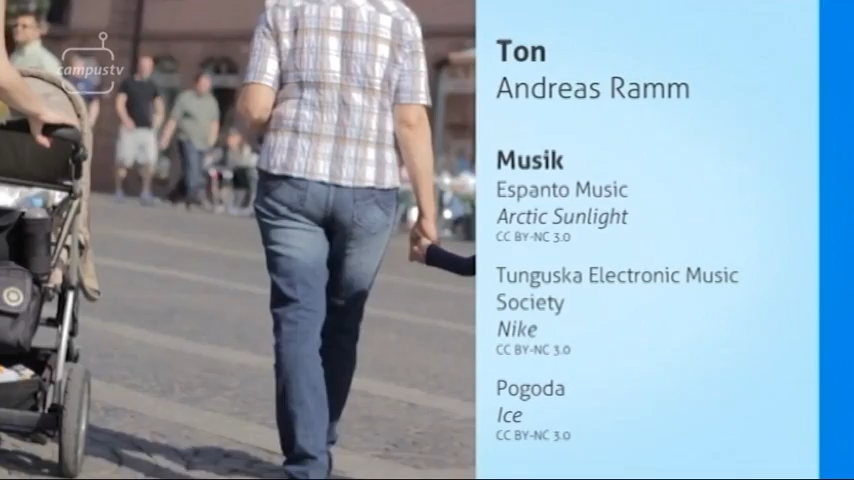 campustv
Ton
Andreas Ramm
Musik
Espanto Music
Arctic Sunlight
CC BY-NC 3.0
Tunguska Electronic Music
Society
Nike
CC BY-NC 3.0
Pogoda
Ice
CC BY-NC 3.0